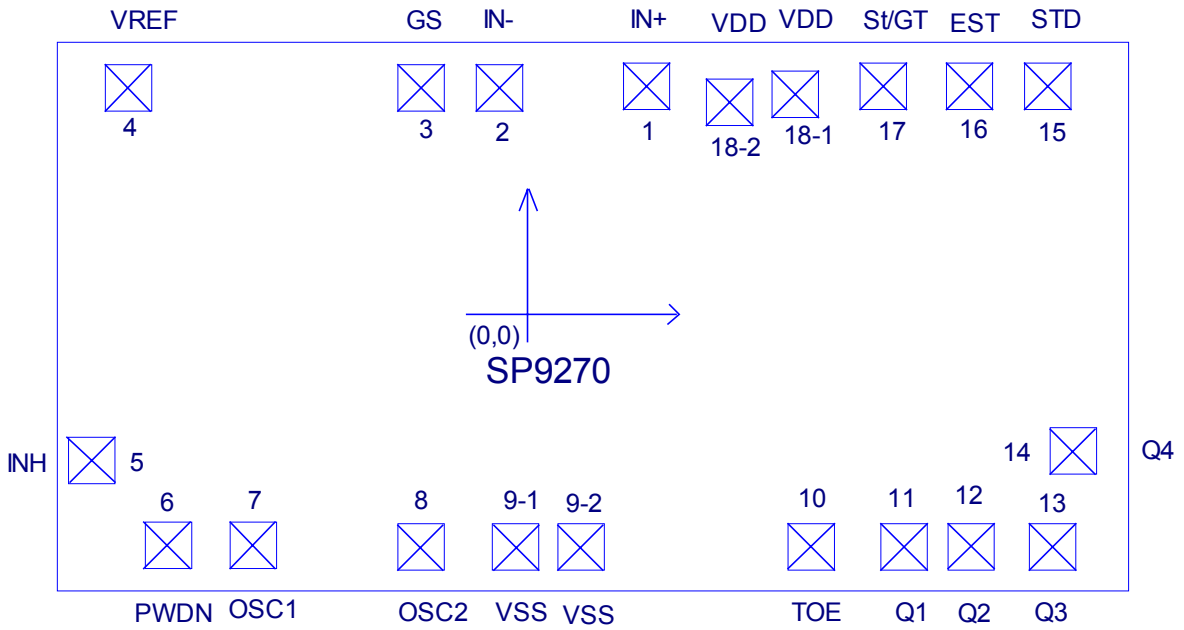 VREF GS IN- IN+ VDD VDD St/GT EST STD
4 3 2 1 18-2 18-1 17 16 15
(0,0)
SP9270
INH 5 14 Q4
6 7 8 9-1 9-2 10 11 12 13
PWDN OSC1 OSC2 VSS VSS TOE Q1 Q2 Q3